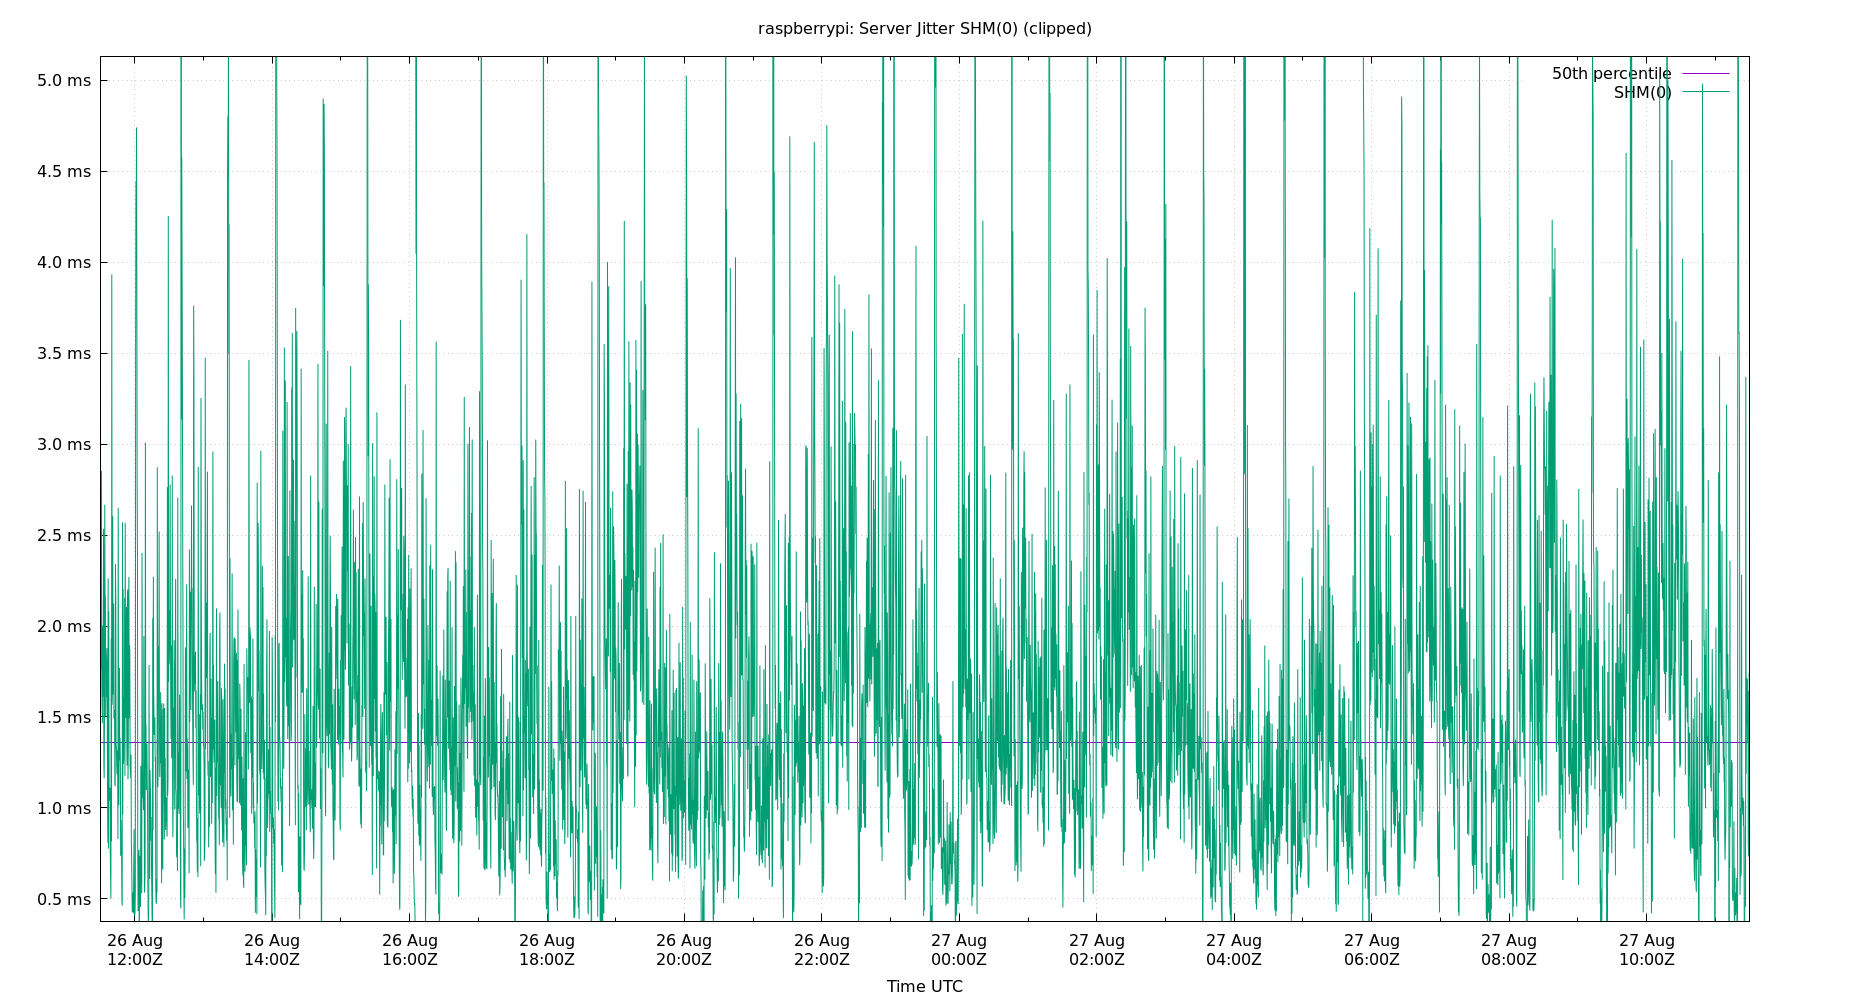 raspberrypi: Server Jitter SHM(0) (clipped)
50th percentile
SHM(0)
5.0 ms
4.5 ms
4.0 ms
3.5 ms
3.0 ms
2.5 ms
2.0 ms
1.5 ms
1.0 ms
0.5 ms
26 Aug 26 Aug 26 Aug 26 Aug 26 Aug 26 Aug 27 Aug 27 Aug 27 Aug 27 Aug 27 Aug 27 Aug
12:00Z 14:00Z 16:00Z 18:00Z 20:00Z 22:00Z 00:00Z 02:00Z 04:00Z 06:00Z 08:00Z 10:00Z
Time UTC